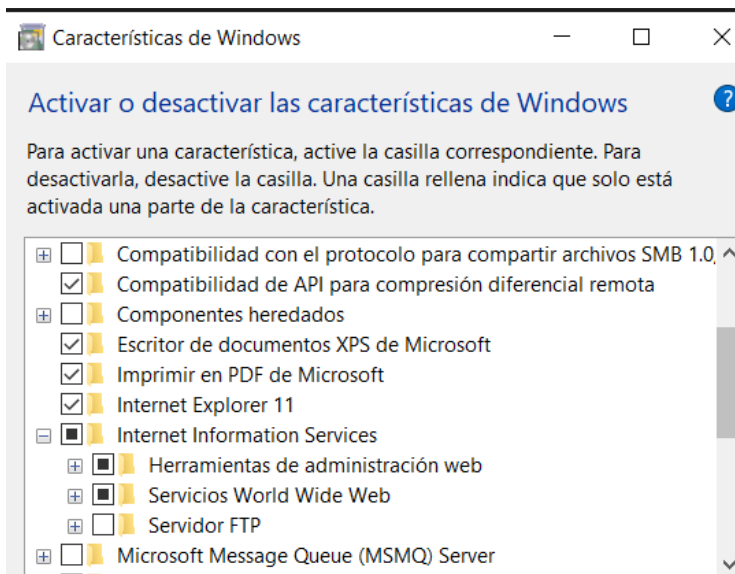 Características de Windows
Activar o desactivar las características de Windows
?
Para activar una característica, active la casilla correspondiente. Para
desactivarla, desactive la casilla. Una casilla rellena indica que solo está
activada una parte de la característica.
Compatibilidad con el protocolo para compartir archivos SMB 1.0,
Compatibilidad de API para compresión diferencial remota
Componentes heredados
Escritor de documentos XPS de Microsoft
Imprimir en PDF de Microsoft
Internet Explorer 11
Internet Information Services
Herramientas de administración web
Servicios World Wide Web
Servidor FTP
Microsoft Message Queue (MSMQ) Server